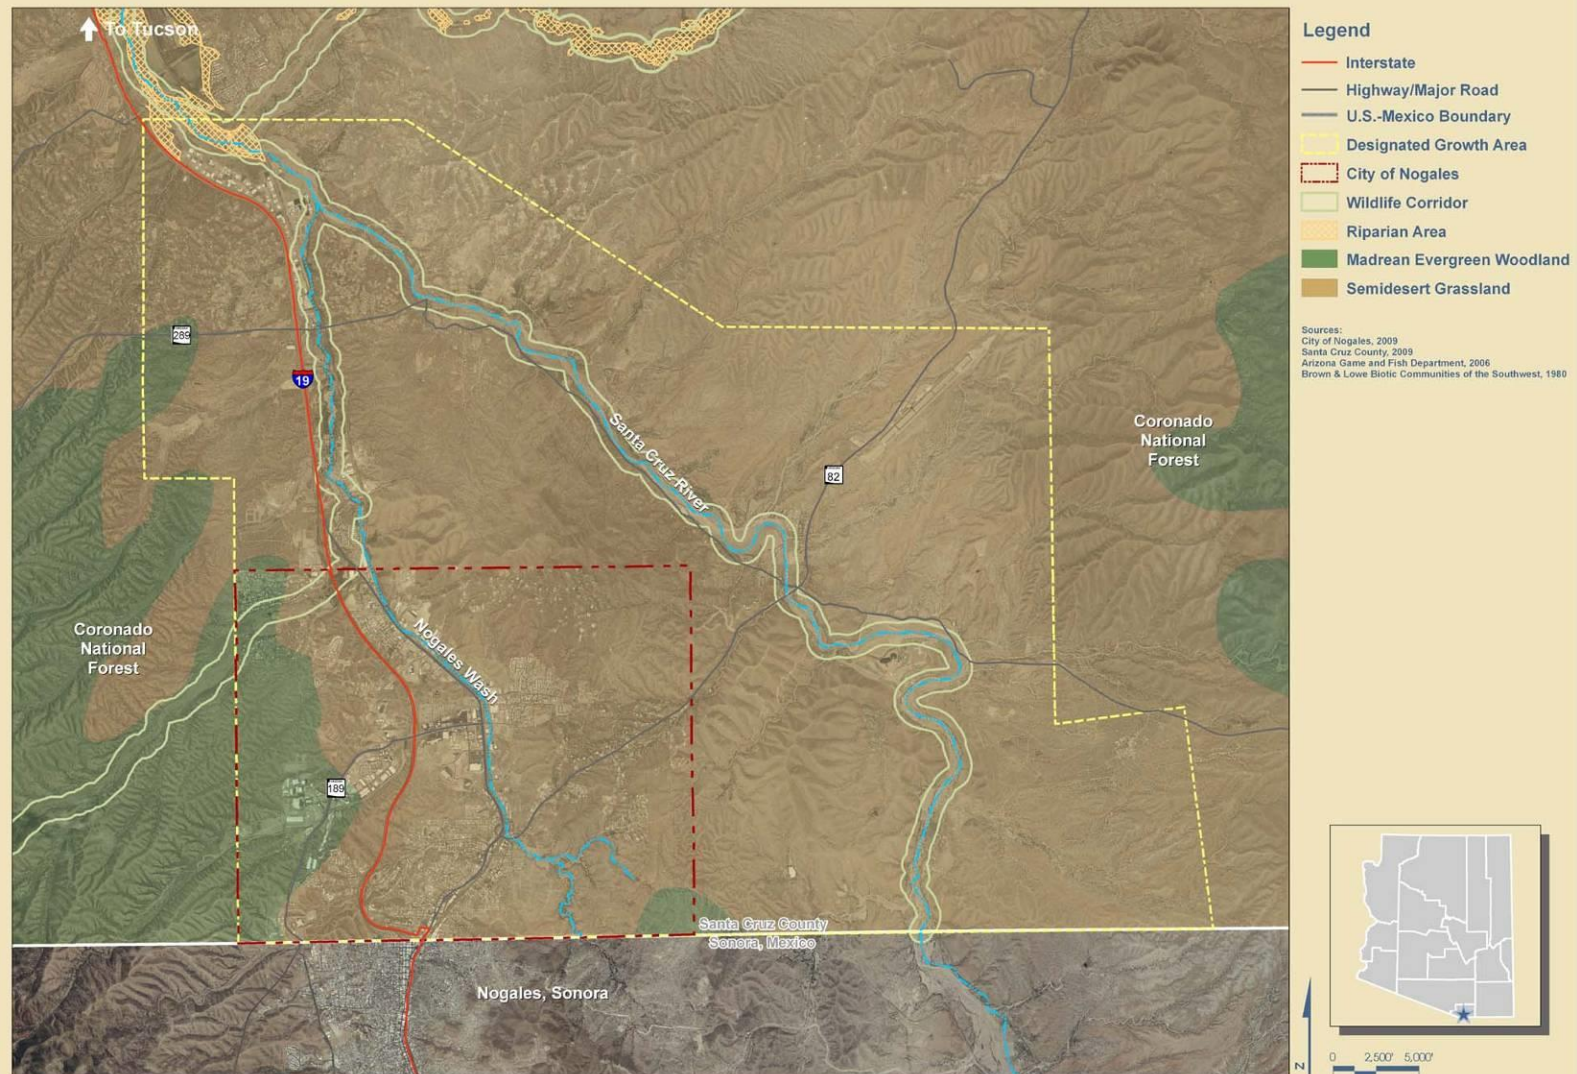 To Tucson
289
19
Santa Cruz River
82
Coronado
National
Forest
Coronado
National
Forest
Nogales Wash
189
Santa Cruz County
Sonora, Mexico
Nogales, Sonora
Legend
Interstate
Highway/Major Road
U.S.-Mexico Boundary
Designated Growth Area
City of Nogales
Wildlife Corridor
Riparian Area
Madrean Evergreen Woodland
Semidesert Grassland
Sources:
City of Nogales, 2009
Santa Cruz County, 2009
Arizona Game and Fish Department, 2006
Brown & Lowe Biotic Communities of the Southwest, 1980
N
0 2,500' 5,000'